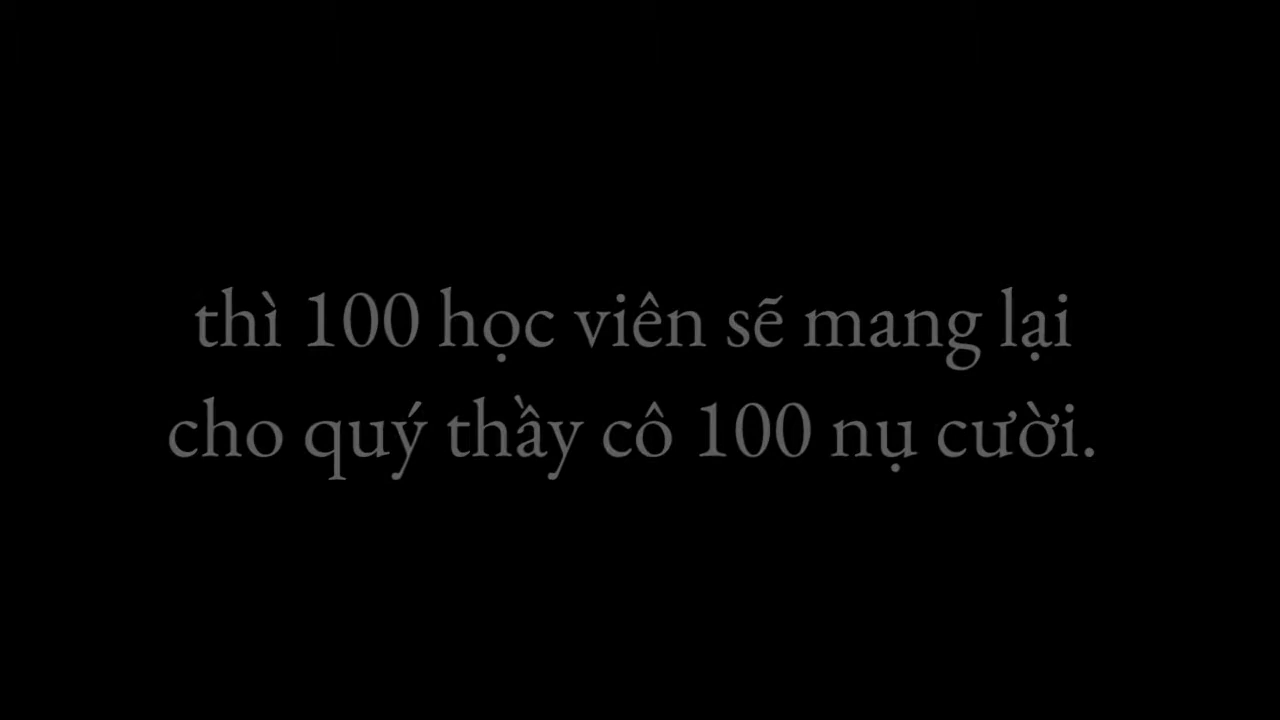 thì 100 học viên sẽ mang lại
cho quý thầy cô 100 nụ cười.